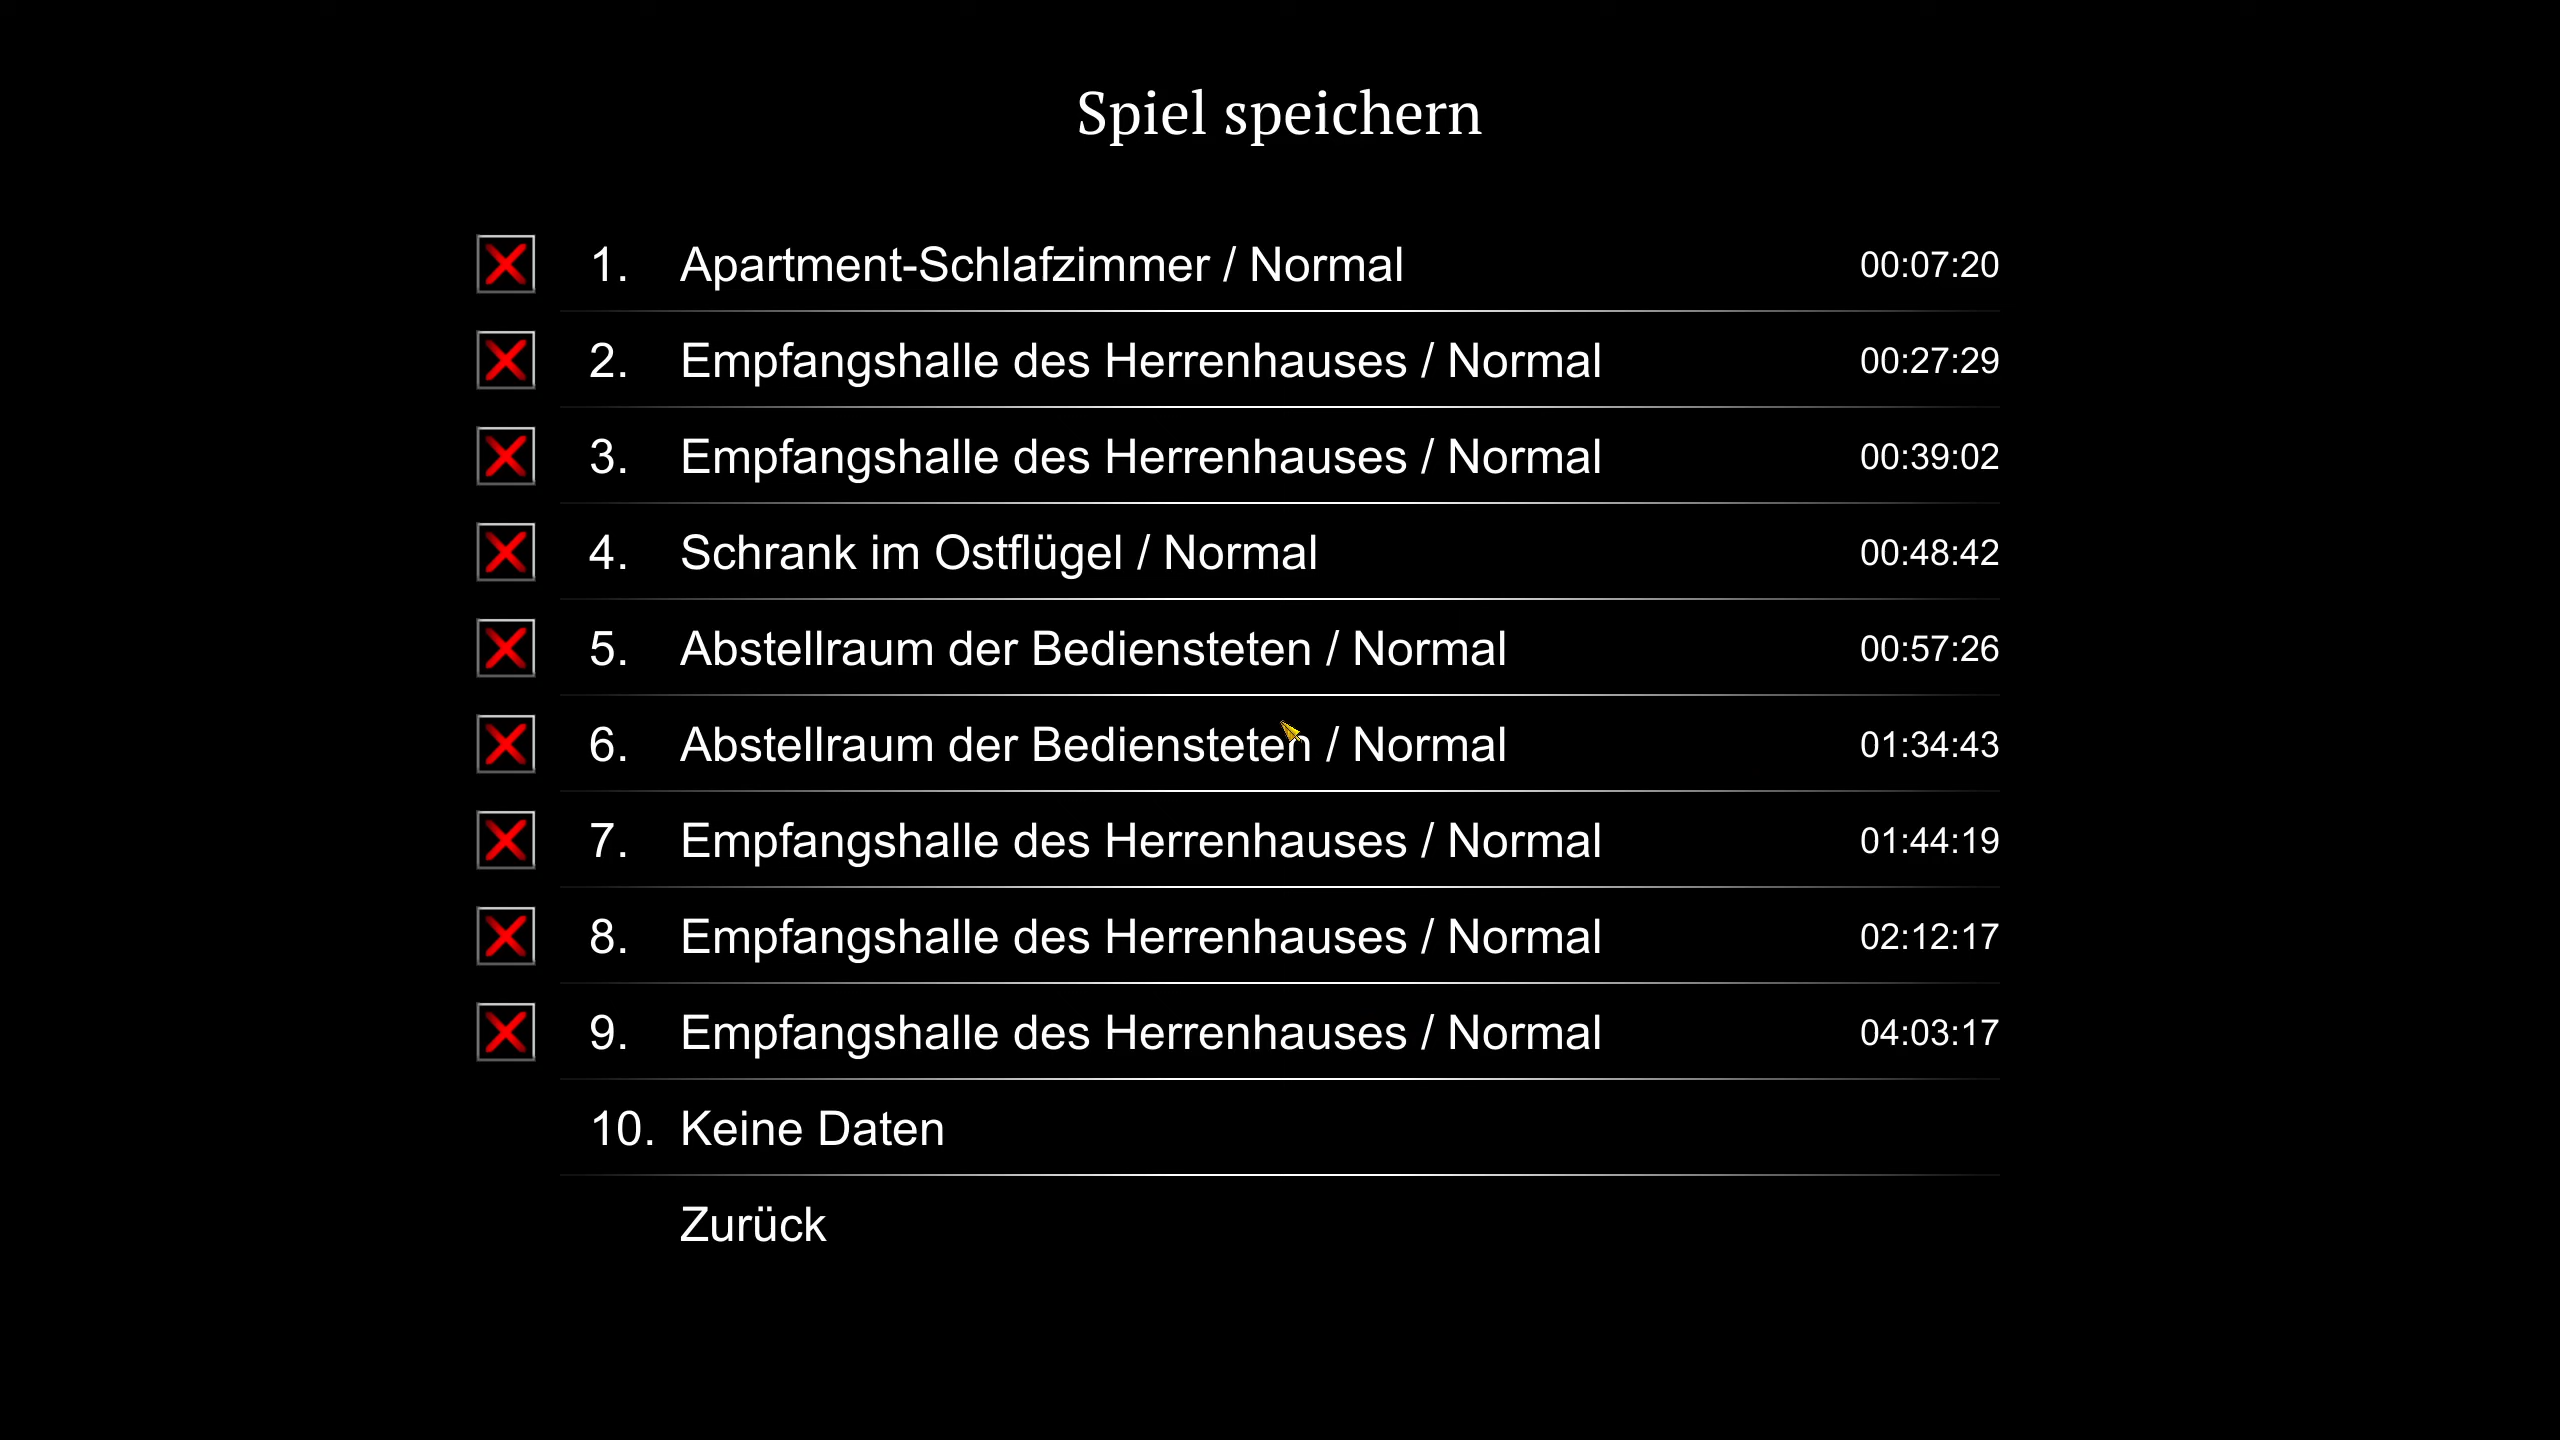 Spiel speichern
1. Apartment-Schlafzimmer / Normal 00:07:20
2. Empfangshalle des Herrenhauses / Normal 00:27:29
3. Empfangshalle des Herrenhauses / Normal 00:39:02
4. Schrank im Ostflügel / Normal 00:48:42
5. Abstellraum der Bediensteten / Normal 00:57:26
6. Abstellraum der Bediensteten / Normal 01:34:43
7. Empfangshalle des Herrenhauses / Normal 01:44:19
8. Empfangshalle des Herrenhauses / Normal 02:12:17
9. Empfangshalle des Herrenhauses / Normal 04:03:17
10. Keine Daten
Zurück